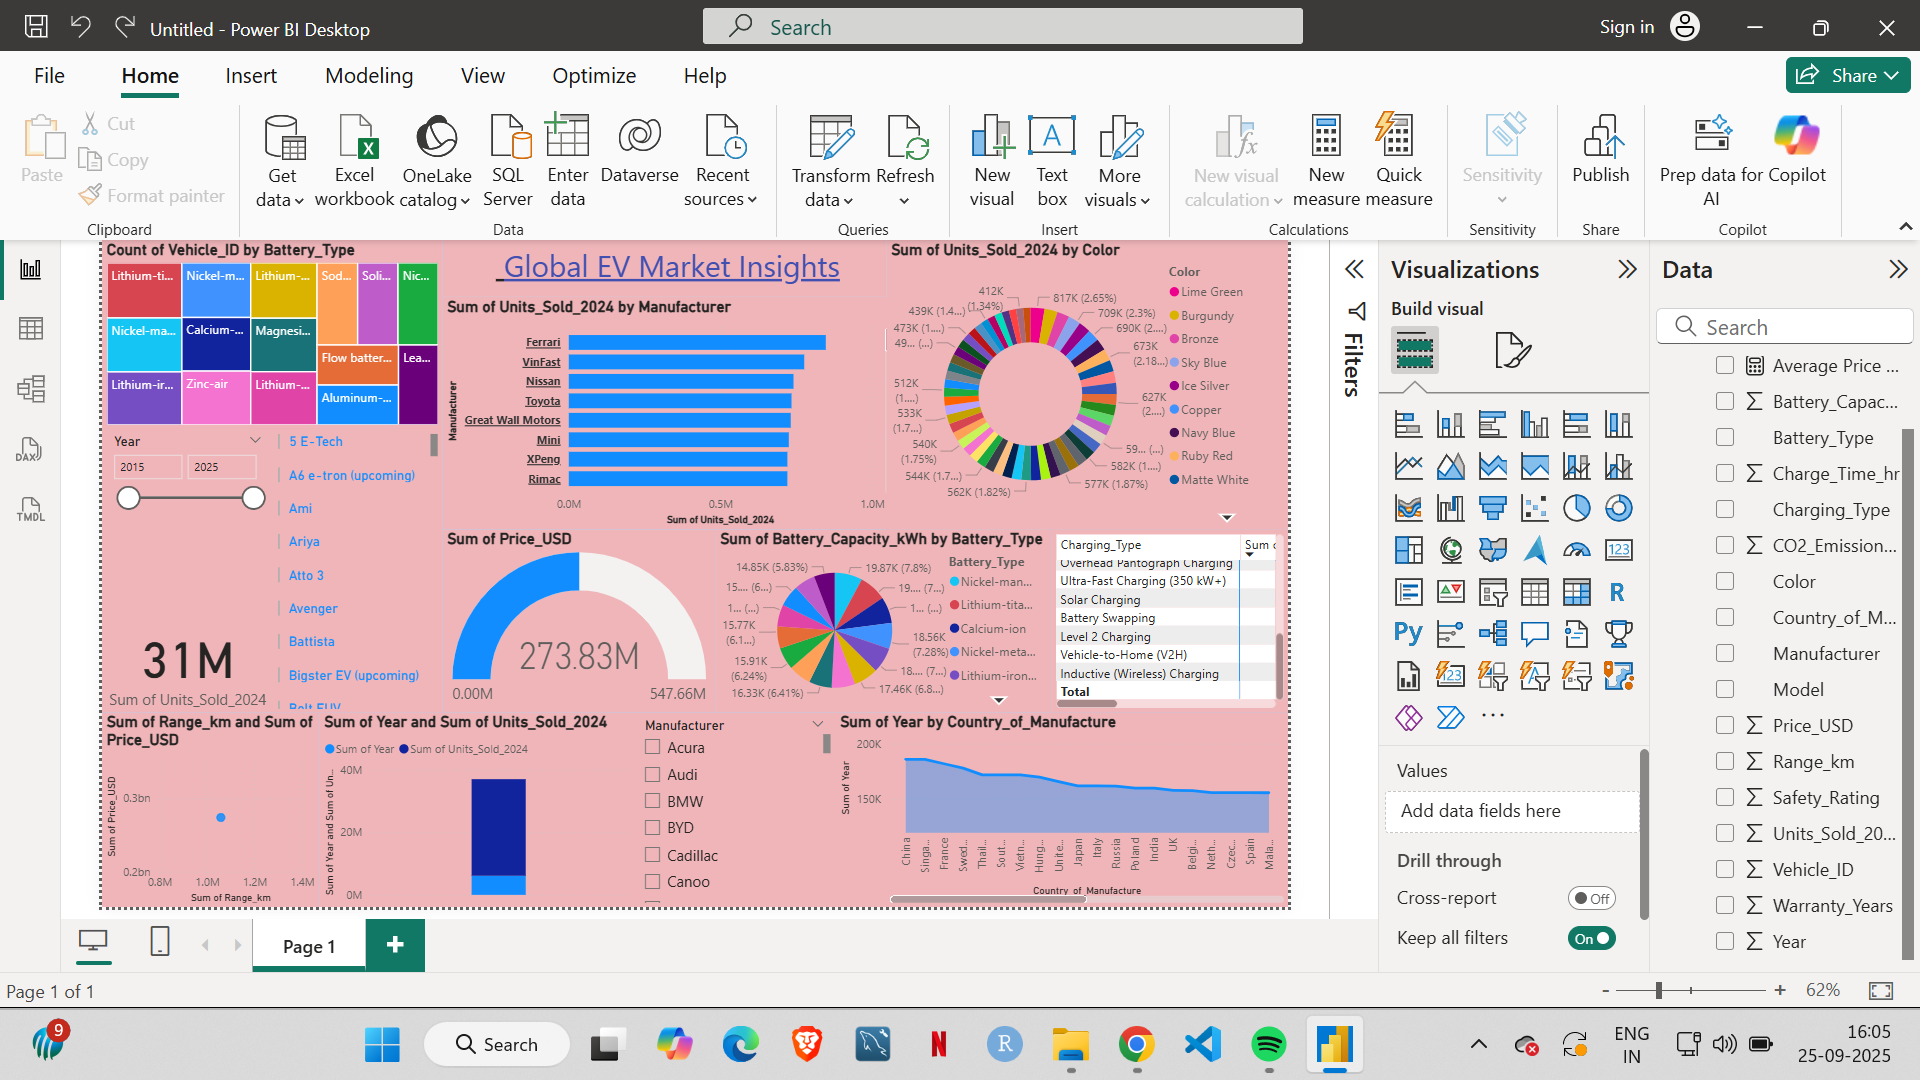 Untitled - Power BI Desktop
Search
Sign in
File
Home
Insert
Modeling
View
Optimize
Help
Share
Paste
Cut
Copy
Format painter
Clipboard
Get data
Excel workbook
OneLake catalog
SQL Server
Enter data
Dataverse
Recent sources
Data
Transform data
Refresh
Queries
New visual
Text box
More visuals
Insert
New visual calculation
New measure
Quick measure
Calculations
Sensitivity
Sensitivity
Publish
Share
Prep data for AI
Copilot
Copilot
DAX
TMDL
Count of Vehicle_ID by Battery_Type
Lithium-ti...
Nickel-m...
Lithium-...
Sod...
Soli...
Nic...
Nickel-ma...
Calcium-...
Magnesi...
Flow batter...
Lea...
Lithium-ir...
Zinc-air
Lithium-...
Aluminum-...
Global EV Market Insights
Sum of Units_Sold_2024 by Manufacturer
Manufacturer
Ferrari
VinFast
Nissan
Toyota
Great Wall Motors
Mini
XPeng
Rimac
0.0M
0.5M
1.0M
Sum of Units_Sold_2024
Sum of Units_Sold_2024 by Color
412K
(1.34%)
439K (1.4...)
473K (1....)
49... (...)
512K
(1....)
533K
(1.7...)
540K
(1.75%)
544K (1.7...)
562K (1.82%)
817K (2.65%)
709K (2.3%)
690K (2....)
673K
(2.18...)
627K
(2....)
59... (...)
582K (1....)
577K (1.87%)
Color
Lime Green
Burgundy
Bronze
Sky Blue
Ice Silver
Copper
Navy Blue
Ruby Red
Matte White
Year
2015
2025
5 E-Tech
A6 e-tron (upcoming)
Ami
Ariya
Atto 3
Avenger
Battista
Bigster EV (upcoming)
Bolt EUV
31M
Sum of Units_Sold_2024
Sum of Price_USD
273.83M
0.00M
547.66M
Sum of Battery_Capacity_kWh by Battery_Type
14.85K (5.83%)
15.... (6...)
1... (...)
15.77K
(6.1...)
15.91K
(6.24%)
16.33K (6.41%)
19.87K (7.8%)
19.... (7...)
1... (...)
18.56K
(7.28%)
18.... (7...)
17.46K (6.8...)
Battery_Type
Nickel-man...
Lithium-tita...
Calcium-ion
Nickel-meta...
Lithium-iron...
Charging_Type
Sum o
Overhead Pantograph Charging
Ultra-Fast Charging (350 kW+)
Solar Charging
Battery Swapping
Level 2 Charging
Vehicle-to-Home (V2H)
Inductive (Wireless) Charging
Total
Sum of Range_km and Sum of
Price_USD
Sum of Price_USD
0.3bn
0.2bn
0.8M
1.0M
1.2M
1.4M
Sum of Range_km
Sum of Year and Sum of Units_Sold_2024
Sum of Year
Sum of Units_Sold_2024
Sum of Year and Sum of Un...
40M
20M
0M
Manufacturer
Acura
Audi
BMW
BYD
Cadillac
Canoo
Sum of Year by Country_of_Manufacture
Sum of Year
200K
150K
China
Singa...
France
Swed...
Thail...
Sout...
Vietn...
Hung...
Unite...
Japan
Italy
Russia
Poland
India
UK
Belgi...
Neth...
Czec...
Spain
Mala...
Country_of_Manufacture
Filters
Visualizations
Build visual
123
R
Py
123
Values
Add data fields here
Drill through
Cross-report
Off
Keep all filters
On
Data
Search
Average Price ...
Battery_Capac...
Battery_Type
Charge_Time_hr
Charging_Type
CO2_Emission...
Color
Country_of_M...
Manufacturer
Model
Price_USD
Range_km
Safety_Rating
Units_Sold_20...
Vehicle_ID
Warranty_Years
Year
Page 1
Page 1 of 1
62%
9
Search
N
R
ENG
IN
16:05
25-09-2025